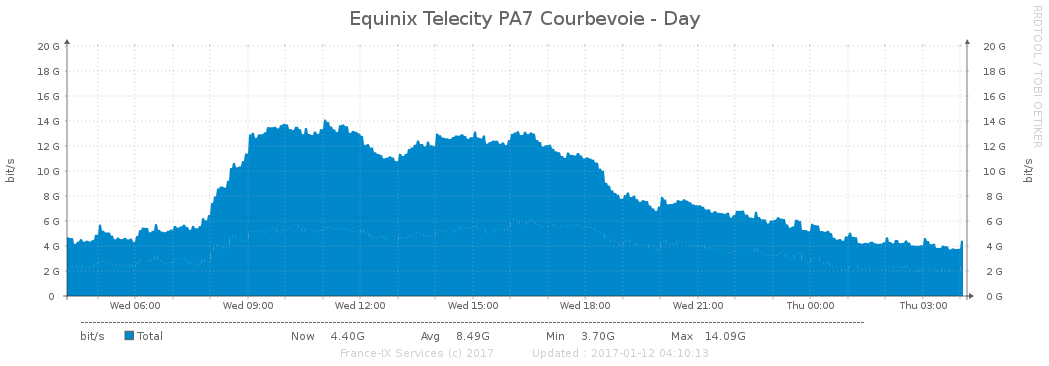 Equinix Telecity PA7 Courbevoie - Day
RRDTOOL / TOBI OETIKER
20 G 20 G
18 G 18 G
16 G 16 G
14 G 14 G
12 G 12 G
10 G 10 G
8 G 8 G
6 G 6 G
4 G 4 G
2 G 2 G
0 0 G
bit/s bit/s
Wed 06:00 Wed 09:00 Wed 12:00 Wed 15:00 Wed 18:00 Wed 21:00 Thu 00:00 Thu 03:00
bit/s Total Now 4.40G Avg 8.49G Min 3.70G Max 14.09G
France-IX Services (c) 2017 Updated : 2017-01-12 04:10:13